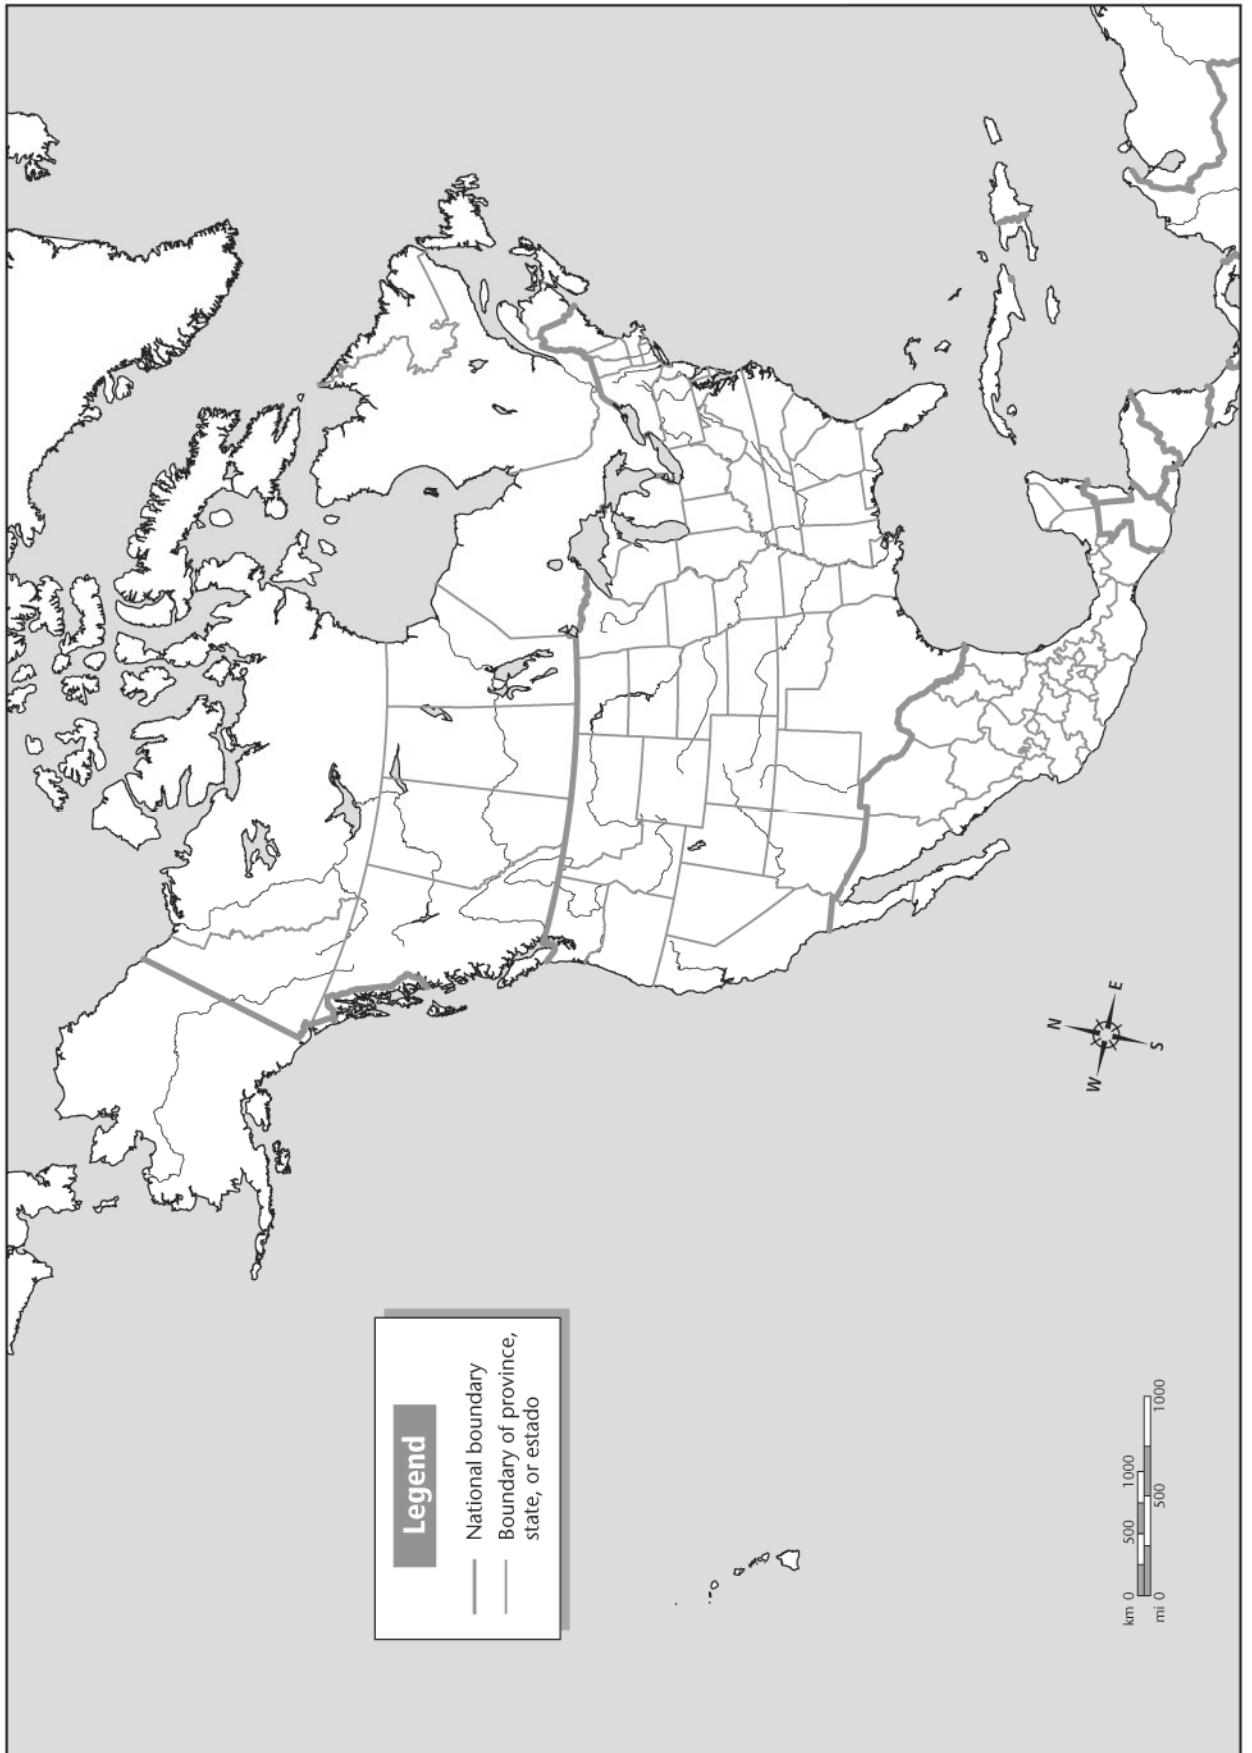 Legend
National boundary
Boundary of province,
state, or estado
N
E
S
W
km 0 500 1000
mi 0 500 1000